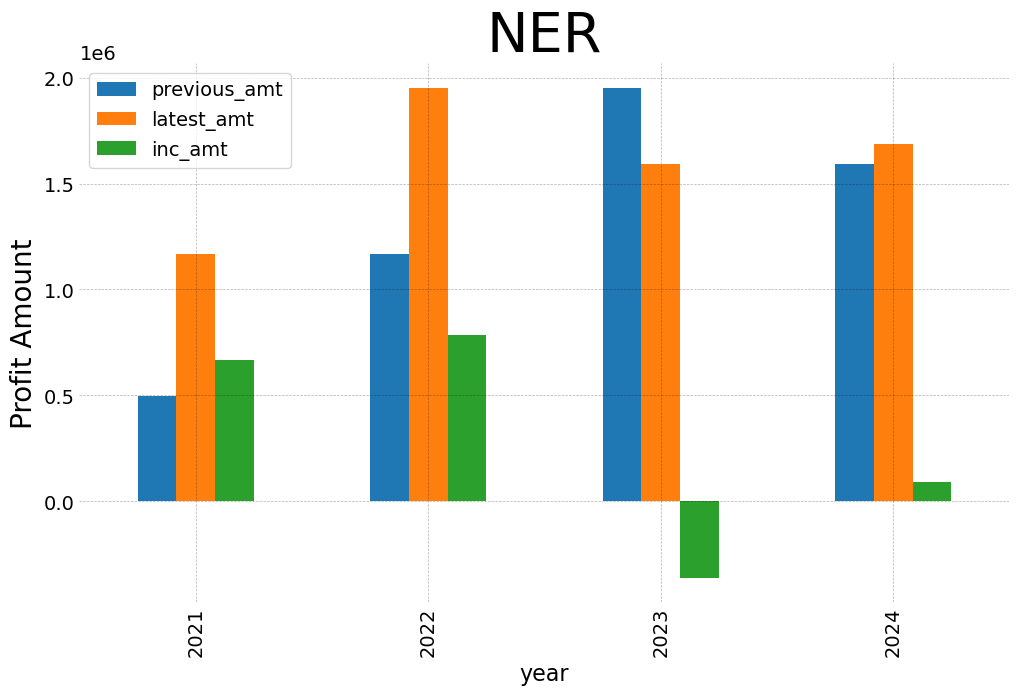 NER
1e6
previous_amt
latest_amt
inc_amt
2.0
1.5
1.0
0.5
0.0
Profit Amount
2021
2022
2023
2024
year